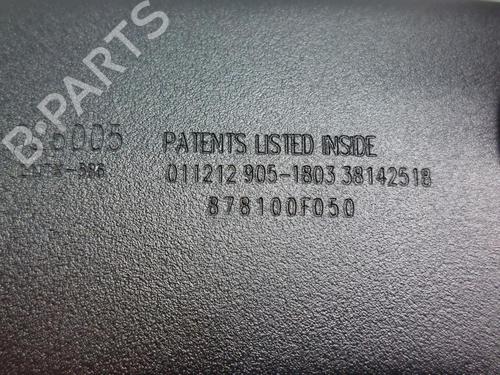 B-PARTS
PATENTS LISTED INSIDE
011212 905-1803 38142518
878100F050